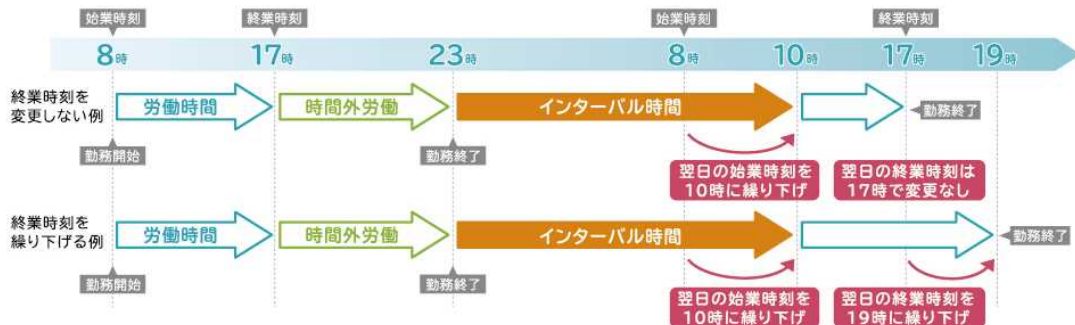 始業時刻
終業時刻
始業時刻
終業時刻
8時
17時
23時
8時
10時
17時
19時
終業時刻を
変更しない例
労働時間
時間外労働
インターバル時間
勤務終了
勤務開始
勤務終了
翌日の始業時刻を
10時に繰り下げ
翌日の終業時刻は
17時で変更なし
終業時刻を
繰り下げる例
労働時間
時間外労働
インターバル時間
勤務終了
勤務開始
勤務終了
翌日の始業時刻を
10時に繰り下げ
翌日の終業時刻を
19時に繰り下げ